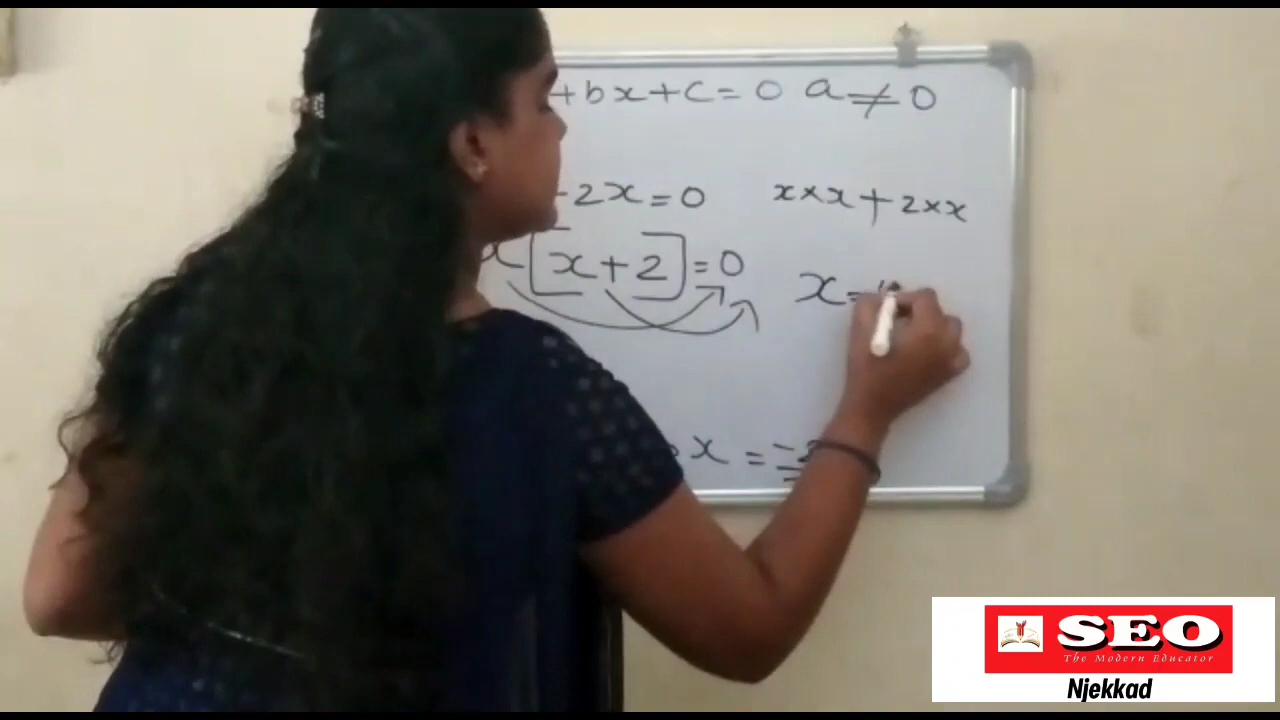 +bx+c=0 a≠0
-2x=0 x×x+2×x
x[x+2]=0
x=
x=-2
SEO
The Modern Educator
Njekkad